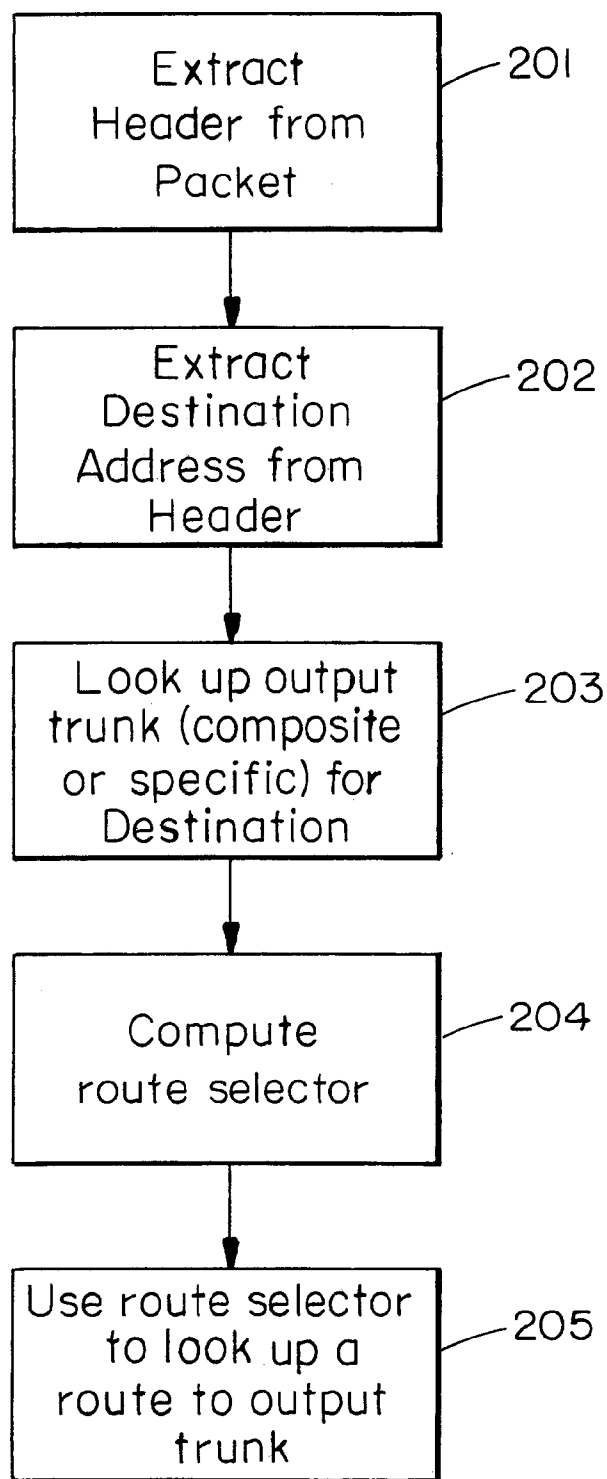 Extract
Header from
Packet
201
Extract
Destination
Address from
Header
202
Look up output
trunk (composite
or specific) for
Destination
203
Compute
route selector
204
Use route selector
to look up a
route to output
trunk
205